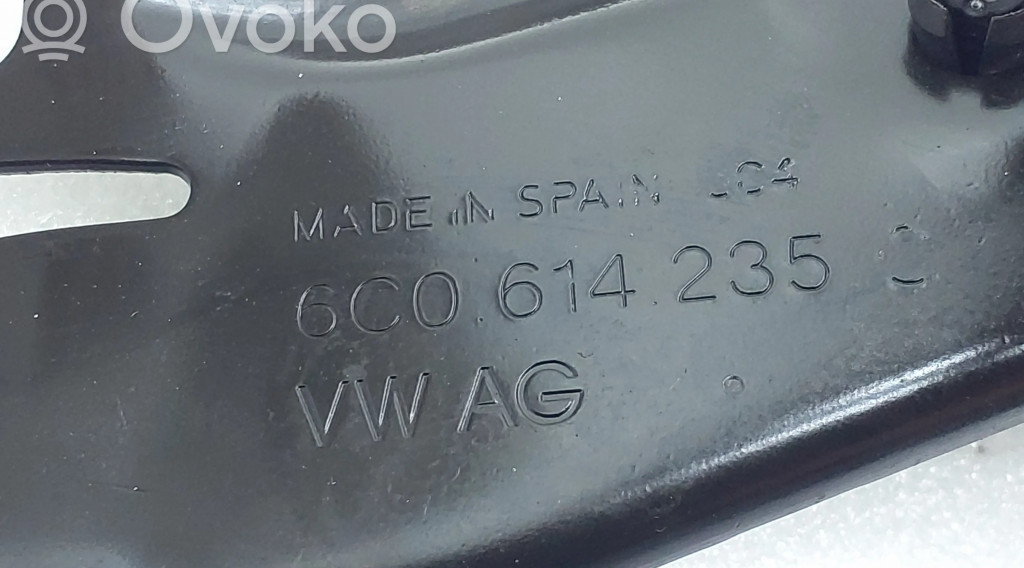 Ovoko
MADE IN SPAIN
6C0.614.235
VW AG